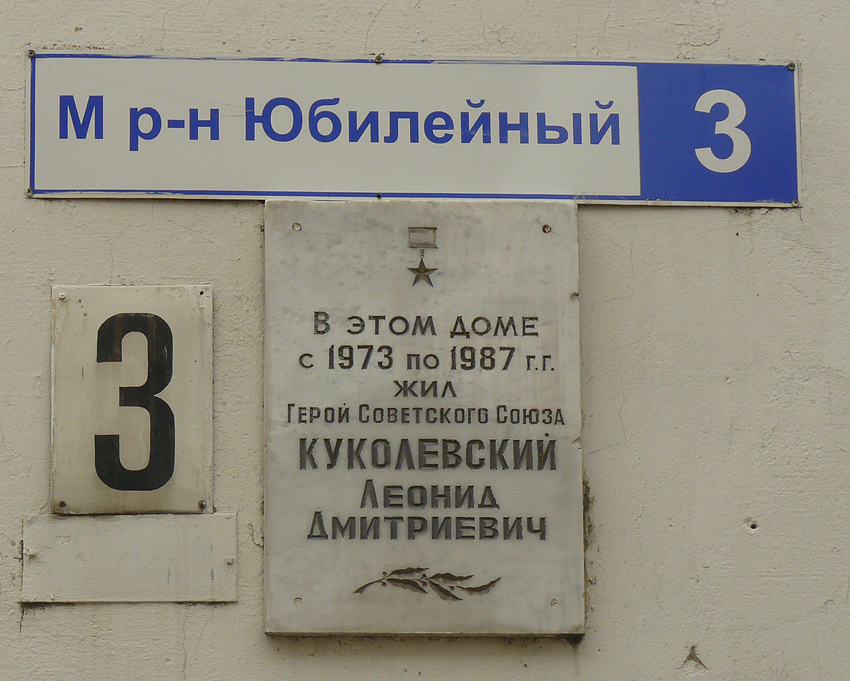 М р-н Юбилейный 3
3
В этом доме
с 1973 по 1987 г.г.
жил
Герой Советского Союза
КУКОЛЕВСКИЙ
Леонид
Дмитриевич